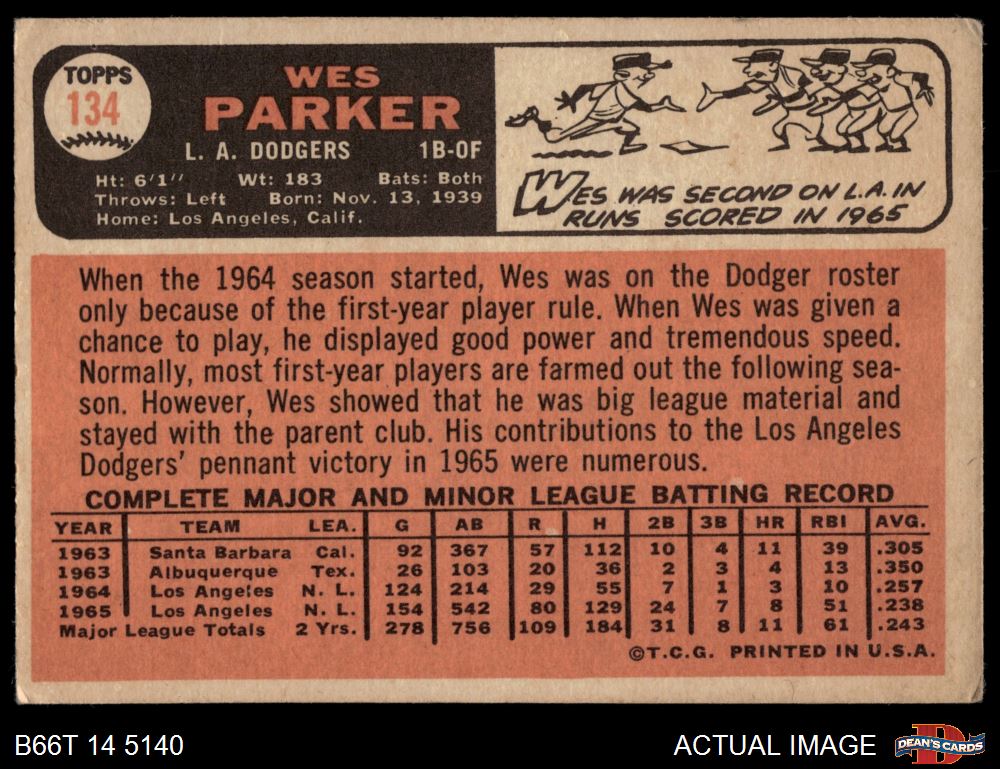 TOPPS
134
WES
PARKER
L. A. DODGERS 1B-OF
Ht: 6'1" Wt: 183 Bats: Both
Throws: Left Born: Nov. 13, 1939
Home: Los Angeles, Calif.
WES WAS SECOND ON L.A. IN
RUNS SCORED IN 1965
When the 1964 season started, Wes was on the Dodger roster
only because of the first-year player rule. When Wes was given a
chance to play, he displayed good power and tremendous speed.
Normally, most first-year players are farmed out the following sea-
son. However, Wes showed that he was big league material and
stayed with the parent club. His contributions to the Los Angeles
Dodgers' pennant victory in 1965 were numerous.
COMPLETE MAJOR AND MINOR LEAGUE BATTING RECORD
YEAR TEAM LEA. G AB R H 2B 3B HR RBI AVG.
1963 Santa Barbara Cal. 92 367 57 112 10 4 11 39 .305
1963 Albuquerque Tex. 26 103 20 36 2 3 4 13 .350
1964 Los Angeles N. L. 124 214 29 55 7 1 3 10 .257
1965 Los Angeles N. L. 154 542 80 129 24 7 8 51 .238
Major League Totals 2 Yrs. 278 756 109 184 31 8 11 61 .243
©T.C.G. PRINTED IN U.S.A.
B66T 14 5140 ACTUAL IMAGE
D
DEAN'S CARDS